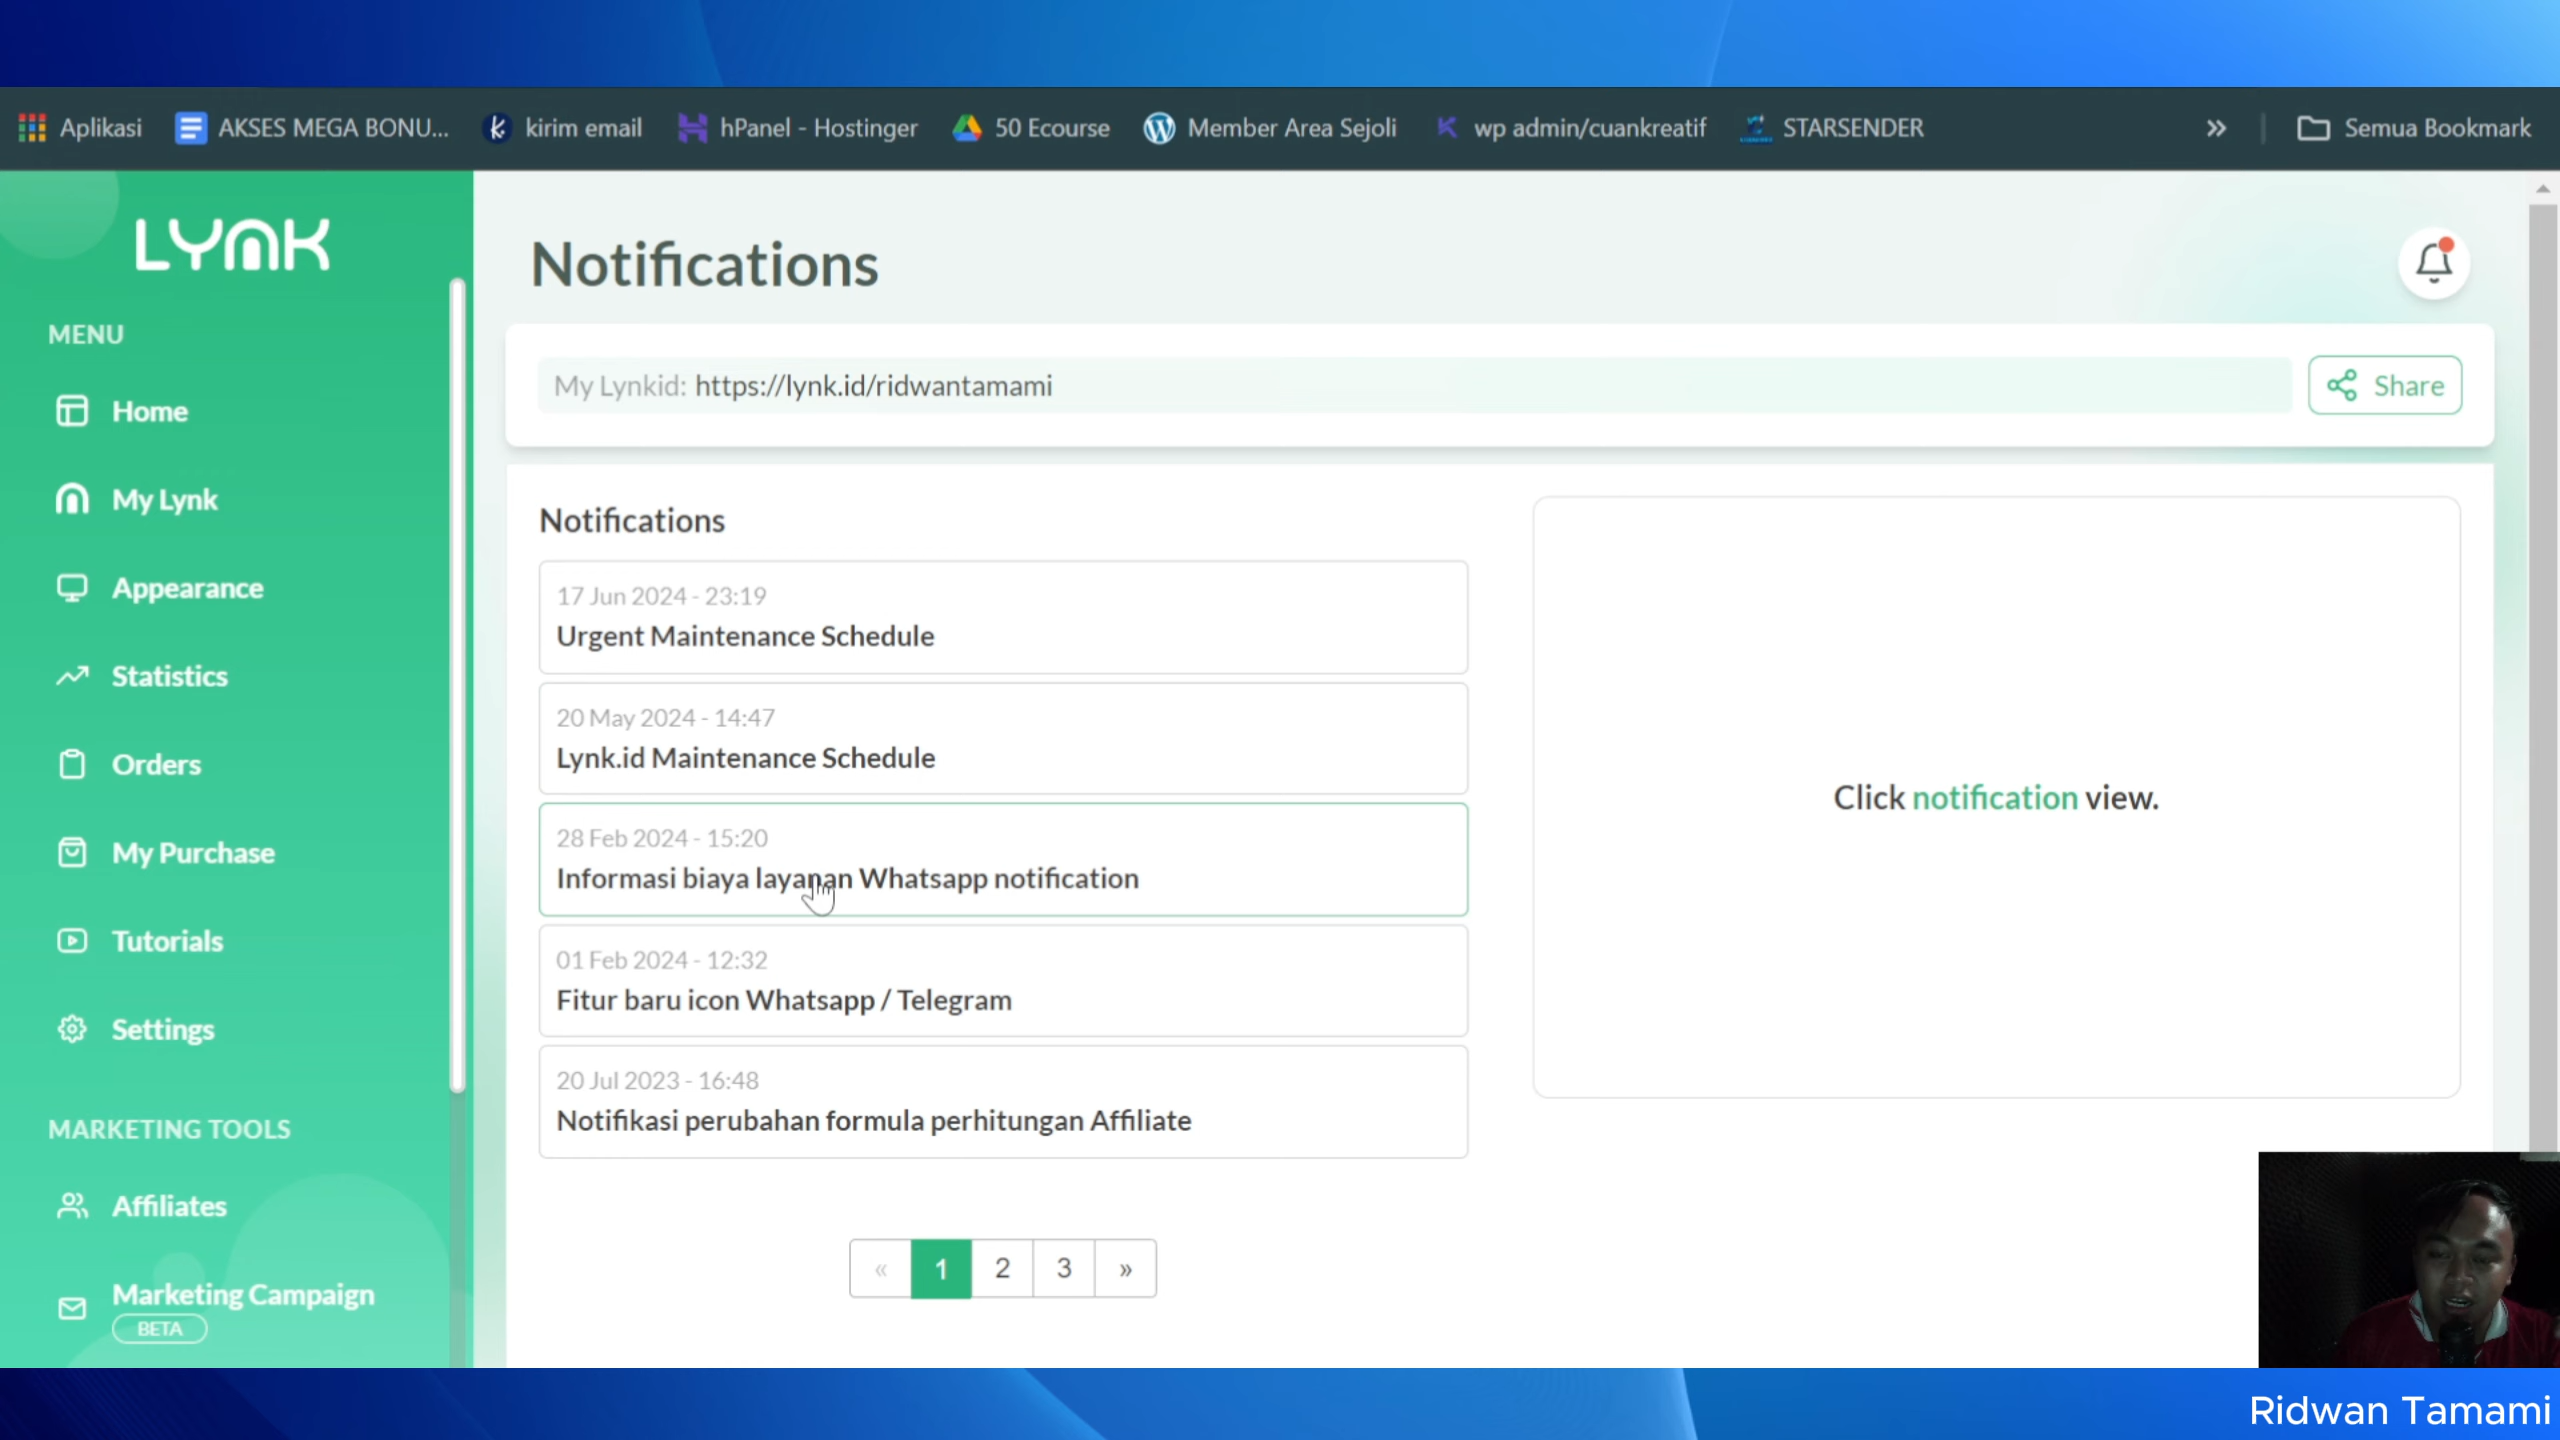 Aplikasi
AKSES MEGA BONU...
kirim email
hPanel - Hostinger
50 Ecourse
Member Area Sejoli
wp admin/cuankreatif
STARSENDER
»
Semua Bookmark
LYNK
MENU
Home
My Lynk
Appearance
Statistics
Orders
My Purchase
Tutorials
Settings
MARKETING TOOLS
Affiliates
Marketing Campaign
BETA
Notifications
My Lynkid: https://lynk.id/ridwantamami
Share
Notifications
17 Jun 2024 - 23:19
Urgent Maintenance Schedule
20 May 2024 - 14:47
Lynk.id Maintenance Schedule
28 Feb 2024 - 15:20
Informasi biaya layanan Whatsapp notification
01 Feb 2024 - 12:32
Fitur baru icon Whatsapp / Telegram
20 Jul 2023 - 16:48
Notifikasi perubahan formula perhitungan Affiliate
« 1 2 3 »
Click notification view.
Ridwan Tamami